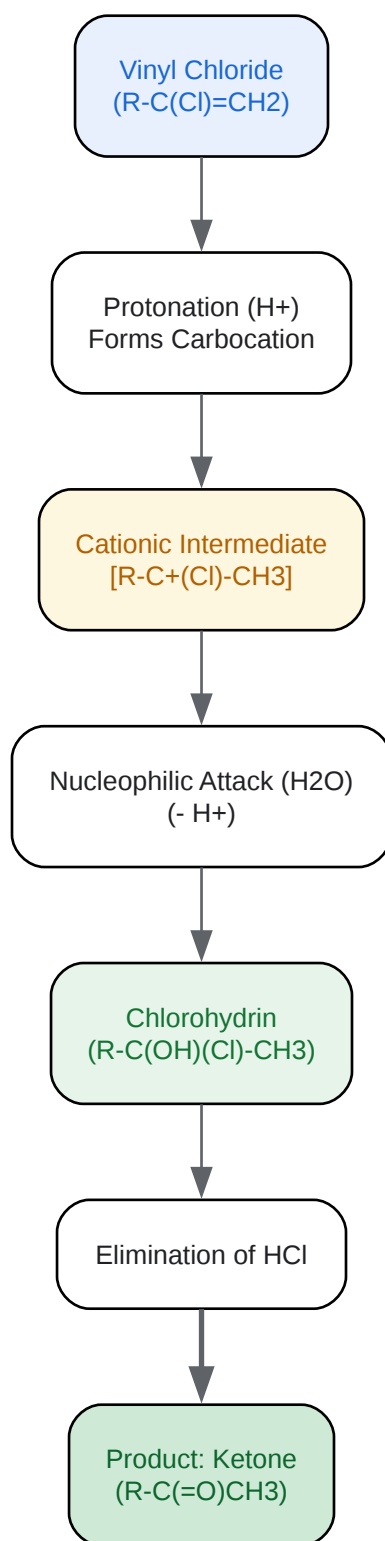 Vinyl Chloride
(R-C(Cl)=CH2)
Protonation (H+)
Forms Carbocation
Cationic Intermediate
[R-C+(Cl)-CH3]
Nucleophilic Attack (H2O)
(- H+)
Chlorohydrin
(R-C(OH)(Cl)-CH3)
Elimination of HCl
Product: Ketone
(R-C(=O)CH3)